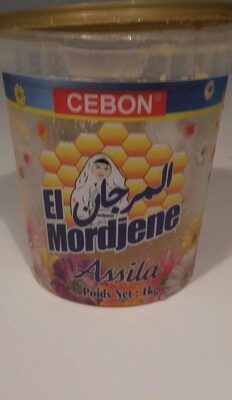 CEBON®
المرجان
El
Mordjene
Assila
Poids Net : 1kg